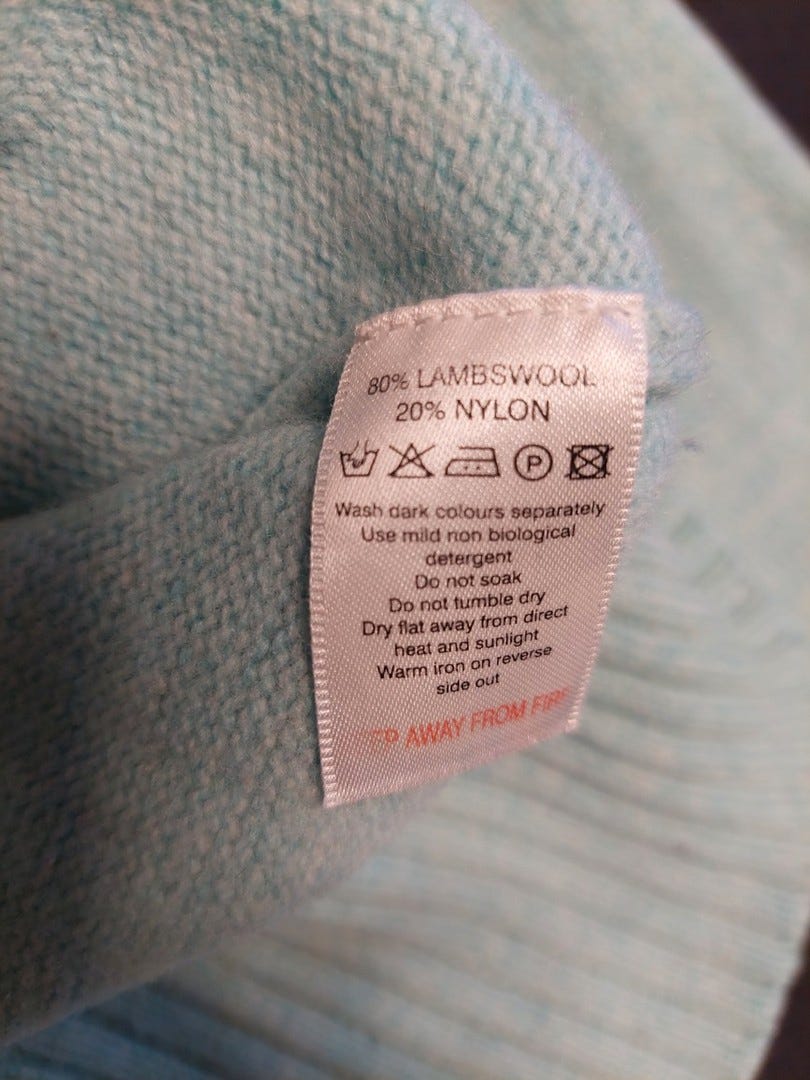 80% LAMBSWOOL
20% NYLON
P
Wash dark colours separately
Use mild non biological
detergent
Do not soak
Do not tumble dry
Dry flat away from direct
heat and sunlight
Warm iron on reverse
side out
AWAY FROM FIRE